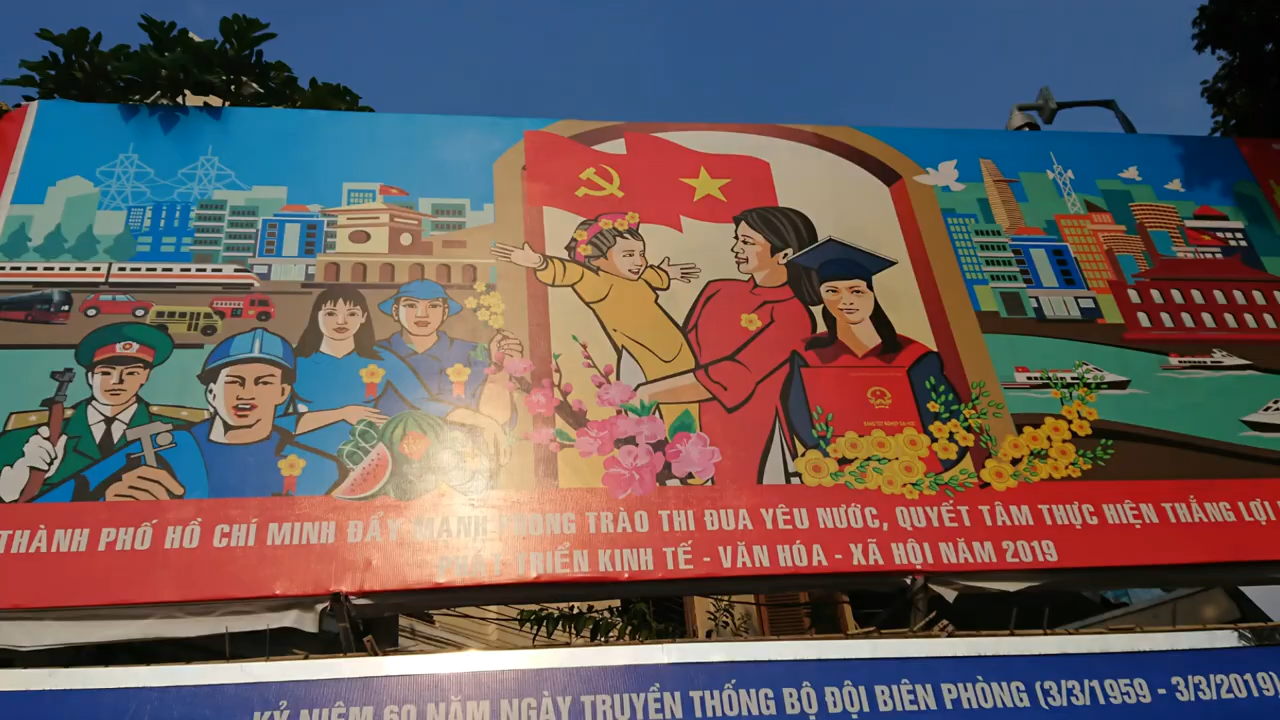 THÀNH PHỐ HỒ CHÍ MINH ĐẨY MẠNH PHONG TRÀO THI ĐUA YÊU NƯỚC, QUYẾT TÂM THỰC HIỆN THẮNG LỢI
PHÁT TRIỂN KINH TẾ - VĂN HÓA - XÃ HỘI NĂM 2019
KỶ NIỆM 60 NĂM NGÀY TRUYỀN THỐNG BỘ ĐỘI BIÊN PHÒNG (3/3/1959 - 3/3/2019)